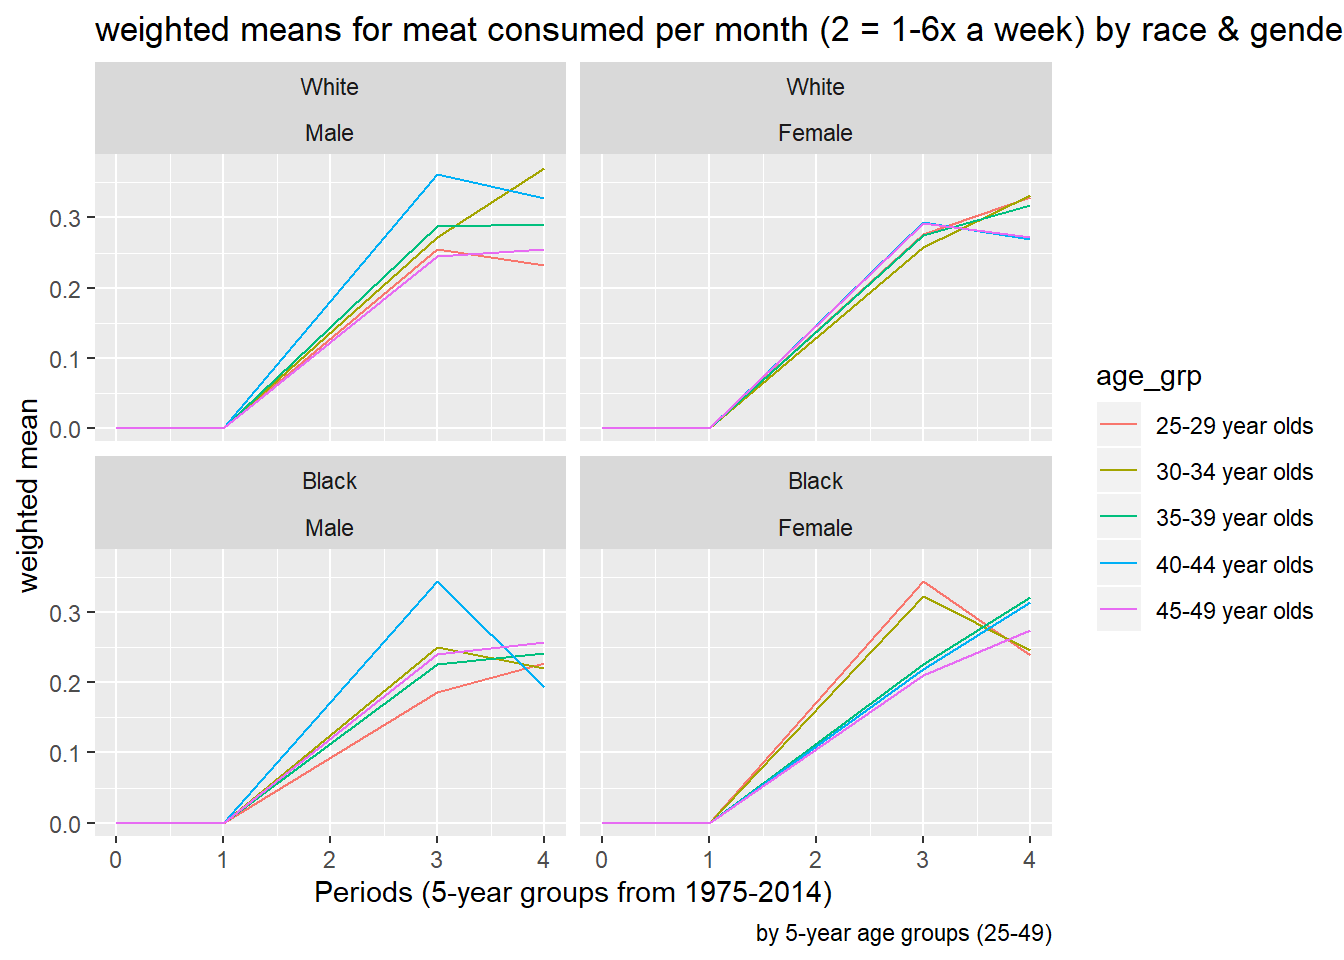 weighted means for meat consumed per month (2 = 1-6x a week) by race & gende
White
Male
White
Female
0.3
0.2
0.1
0.0
Black
Male
Black
Female
0.3
0.2
0.1
0.0
0 1 2 3 4
0 1 2 3 4
weighted mean
Periods (5-year groups from 1975-2014)
by 5-year age groups (25-49)
age_grp
25-29 year olds
30-34 year olds
35-39 year olds
40-44 year olds
45-49 year olds